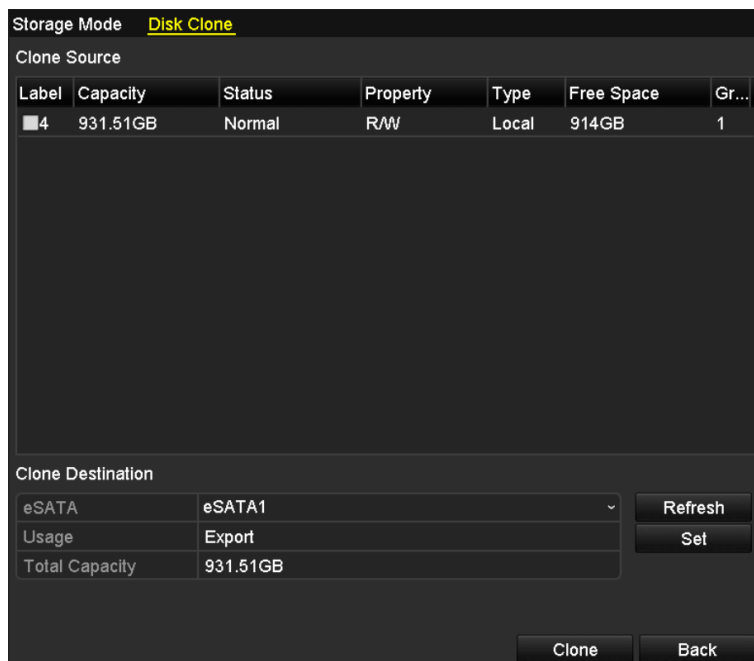 Storage Mode Disk Clone
Clone Source
Label Capacity Status Property Type Free Space Gr...
4 931.51GB Normal R/W Local 914GB 1
Clone Destination
eSATA eSATA1 Refresh
Usage Export Set
Total Capacity 931.51GB
Clone Back